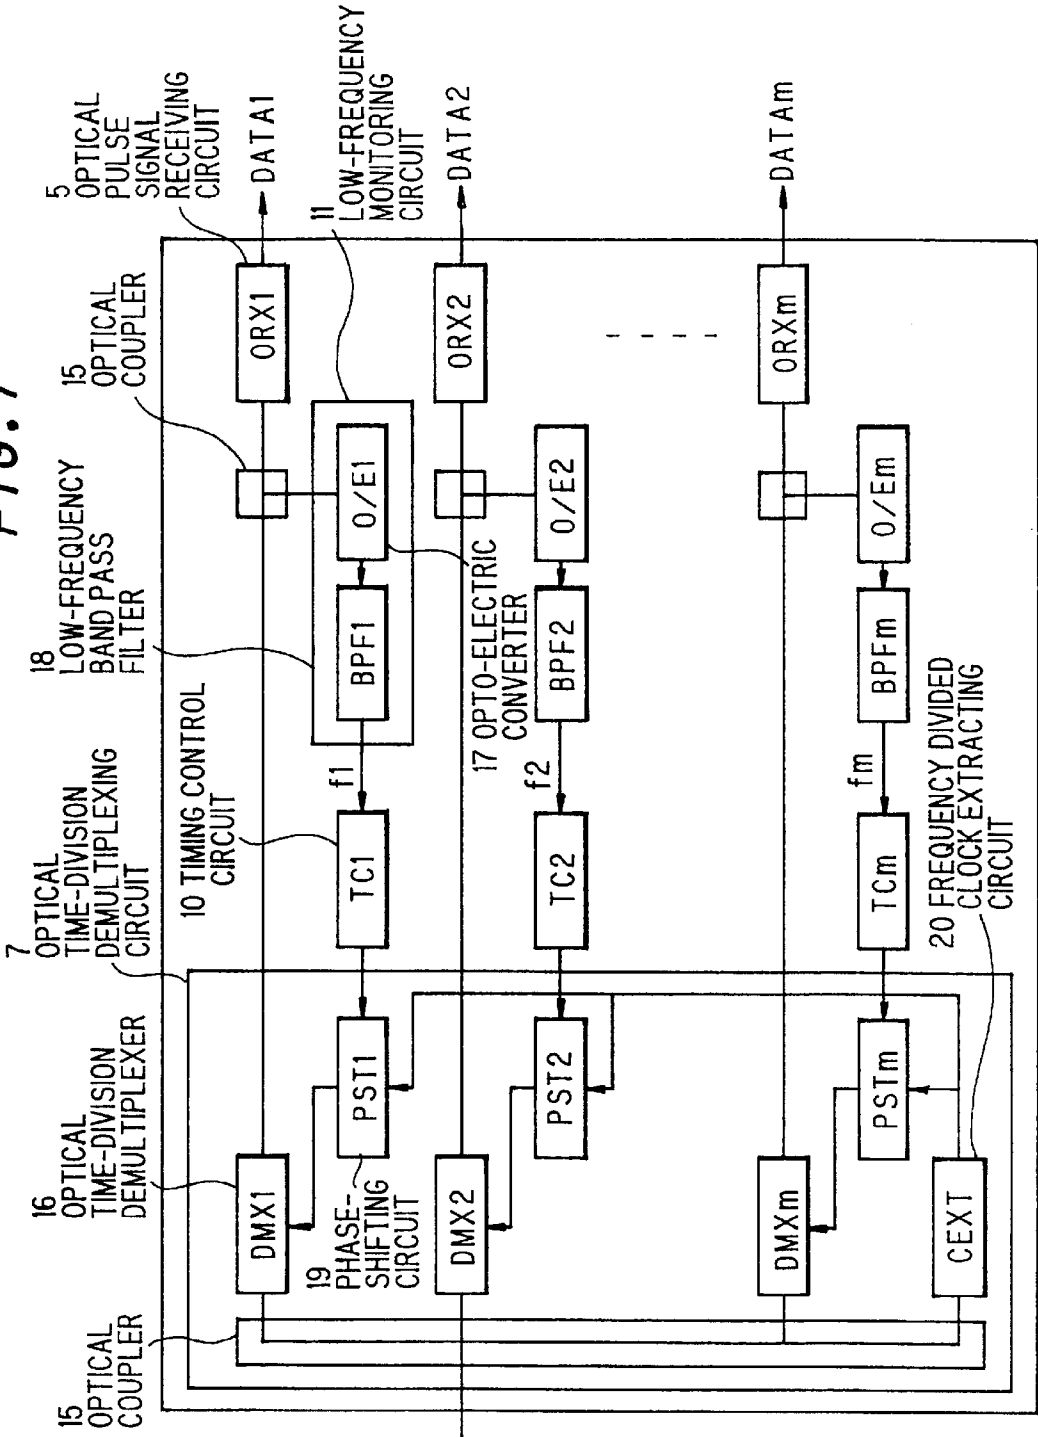 FIG. 7
7
OPTICAL
TIME-DIVISION
DEMULTIPLEXING
CIRCUIT
15
OPTICAL
COUPLER
16
OPTICAL
TIME-DIVISION
DEMULTIPLEXER
10 TIMING CONTROL
CIRCUIT
18
LOW-FREQUENCY
BAND PASS
FILTER
15
OPTICAL
COUPLER
5
OPTICAL
PULSE
SIGNAL
RECEIVING
CIRCUIT
11
LOW-FREQUENCY
MONITORING
CIRCUIT
DMX1
ORX1
DATA1
19
PHASE-
SHIFTING
CIRCUIT
PST1
TC1
f1
BPF1
O/E1
17 OPTO-ELECTRIC
CONVERTER
DMX2
ORX2
DATA2
PST2
TC2
f2
BPF2
O/E2
DMXm
ORXm
DATAm
PSTm
TCm
fm
BPFm
O/Em
CEXT
20 FREQUENCY DIVIDED
CLOCK EXTRACTING
CIRCUIT